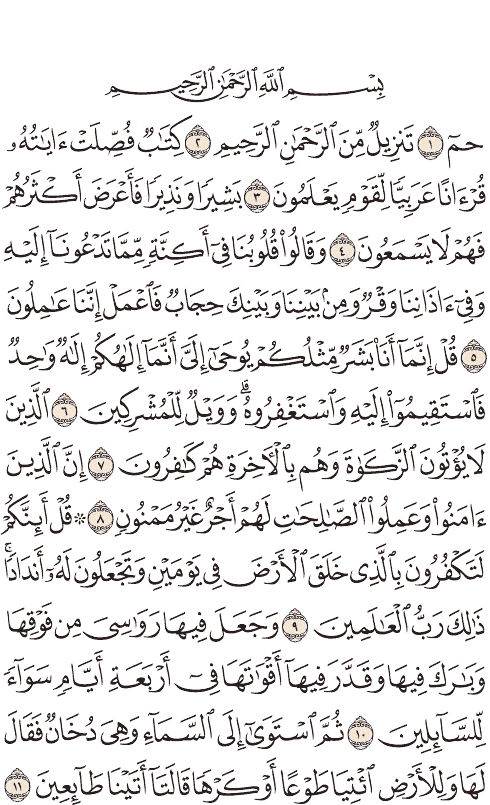 بِسْمِ ٱللَّهِ ٱلرَّحْمَٰنِ ٱلرَّحِيمِ
حمٓ ١ تَنزِيلٌ مِّنَ ٱلرَّحْمَٰنِ ٱلرَّحِيمِ ٢ كِتَٰبٌ فُصِّلَتْ ءَايَٰتُهُۥ
قُرْءَانًا عَرَبِيًّا لِّقَوْمٍ يَعْلَمُونَ ٣ بَشِيرًا وَنَذِيرًا فَأَعْرَضَ أَكْثَرُهُمْ
فَهُمْ لَا يَسْمَعُونَ ٤ وَقَالُوا۟ قُلُوبُنَا فِىٓ أَكِنَّةٍ مِّمَّا تَدْعُونَآ إِلَيْهِ
وَفِىٓ ءَاذَانِنَا وَقْرٌ وَمِنۢ بَيْنِنَا وَبَيْنِكَ حِجَابٌ فَٱعْمَلْ إِنَّنَا عَٰمِلُونَ
٥ قُلْ إِنَّمَآ أَنَا۠ بَشَرٌ مِّثْلُكُمْ يُوحَىٰٓ إِلَىَّ أَنَّمَآ إِلَٰهُكُمْ إِلَٰهٌ وَٰحِدٌ
فَٱسْتَقِيمُوٓا۟ إِلَيْهِ وَٱسْتَغْفِرُوهُ ۗ وَوَيْلٌ لِّلْمُشْرِكِينَ ٦ ٱلَّذِينَ
لَا يُؤْتُونَ ٱلزَّكَوٰةَ وَهُم بِٱلْءَاخِرَةِ هُمْ كَٰفِرُونَ ٧ إِنَّ ٱلَّذِينَ
ءَامَنُوا۟ وَعَمِلُوا۟ ٱلصَّٰلِحَٰتِ لَهُمْ أَجْرٌ غَيْرُ مَمْنُونٍ ٨ ۞ قُلْ أَئِنَّكُمْ
لَتَكْفُرُونَ بِٱلَّذِى خَلَقَ ٱلْأَرْضَ فِى يَوْمَيْنِ وَتَجْعَلُونَ لَهُۥٓ أَندَادًا ۚ
ذَٰلِكَ رَبُّ ٱلْعَٰلَمِينَ ٩ وَجَعَلَ فِيهَا رَوَٰسِىَ مِن فَوْقِهَا
وَبَٰرَكَ فِيهَا وَقَدَّرَ فِيهَآ أَقْوَٰتَهَا فِىٓ أَرْبَعَةِ أَيَّامٍ سَوَآءً
لِّلسَّآئِلِينَ ١٠ ثُمَّ ٱسْتَوَىٰٓ إِلَى ٱلسَّمَآءِ وَهِىَ دُخَانٌ فَقَالَ
لَهَا وَلِلْأَرْضِ ٱئْتِيَا طَوْعًا أَوْ كَرْهًا قَالَتَآ أَتَيْنَا طَآئِعِينَ ١١